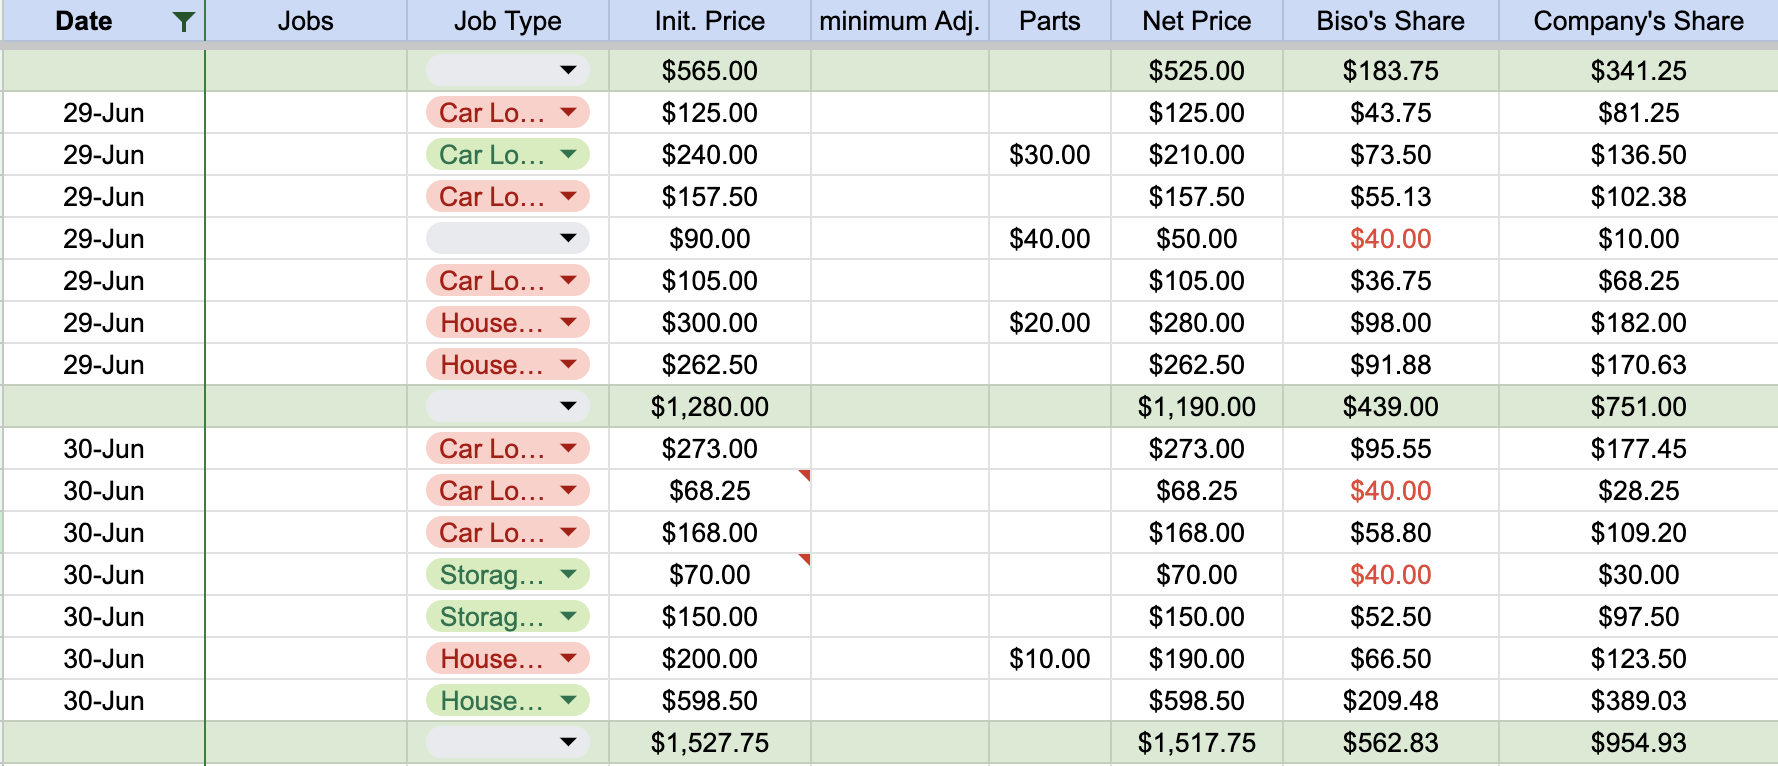 Date Jobs Job Type Init. Price minimum Adj. Parts Net Price Biso's Share Company's Share
$565.00 $525.00 $183.75 $341.25
29-Jun Car Lo... $125.00 $125.00 $43.75 $81.25
29-Jun Car Lo... $240.00 $30.00 $210.00 $73.50 $136.50
29-Jun Car Lo... $157.50 $157.50 $55.13 $102.38
29-Jun $90.00 $40.00 $50.00 $40.00 $10.00
29-Jun Car Lo... $105.00 $105.00 $36.75 $68.25
29-Jun House... $300.00 $20.00 $280.00 $98.00 $182.00
29-Jun House... $262.50 $262.50 $91.88 $170.63
$1,280.00 $1,190.00 $439.00 $751.00
30-Jun Car Lo... $273.00 $273.00 $95.55 $177.45
30-Jun Car Lo... $68.25 $68.25 $40.00 $28.25
30-Jun Car Lo... $168.00 $168.00 $58.80 $109.20
30-Jun Storag... $70.00 $70.00 $40.00 $30.00
30-Jun Storag... $150.00 $150.00 $52.50 $97.50
30-Jun House... $200.00 $10.00 $190.00 $66.50 $123.50
30-Jun House... $598.50 $598.50 $209.48 $389.03
$1,527.75 $1,517.75 $562.83 $954.93